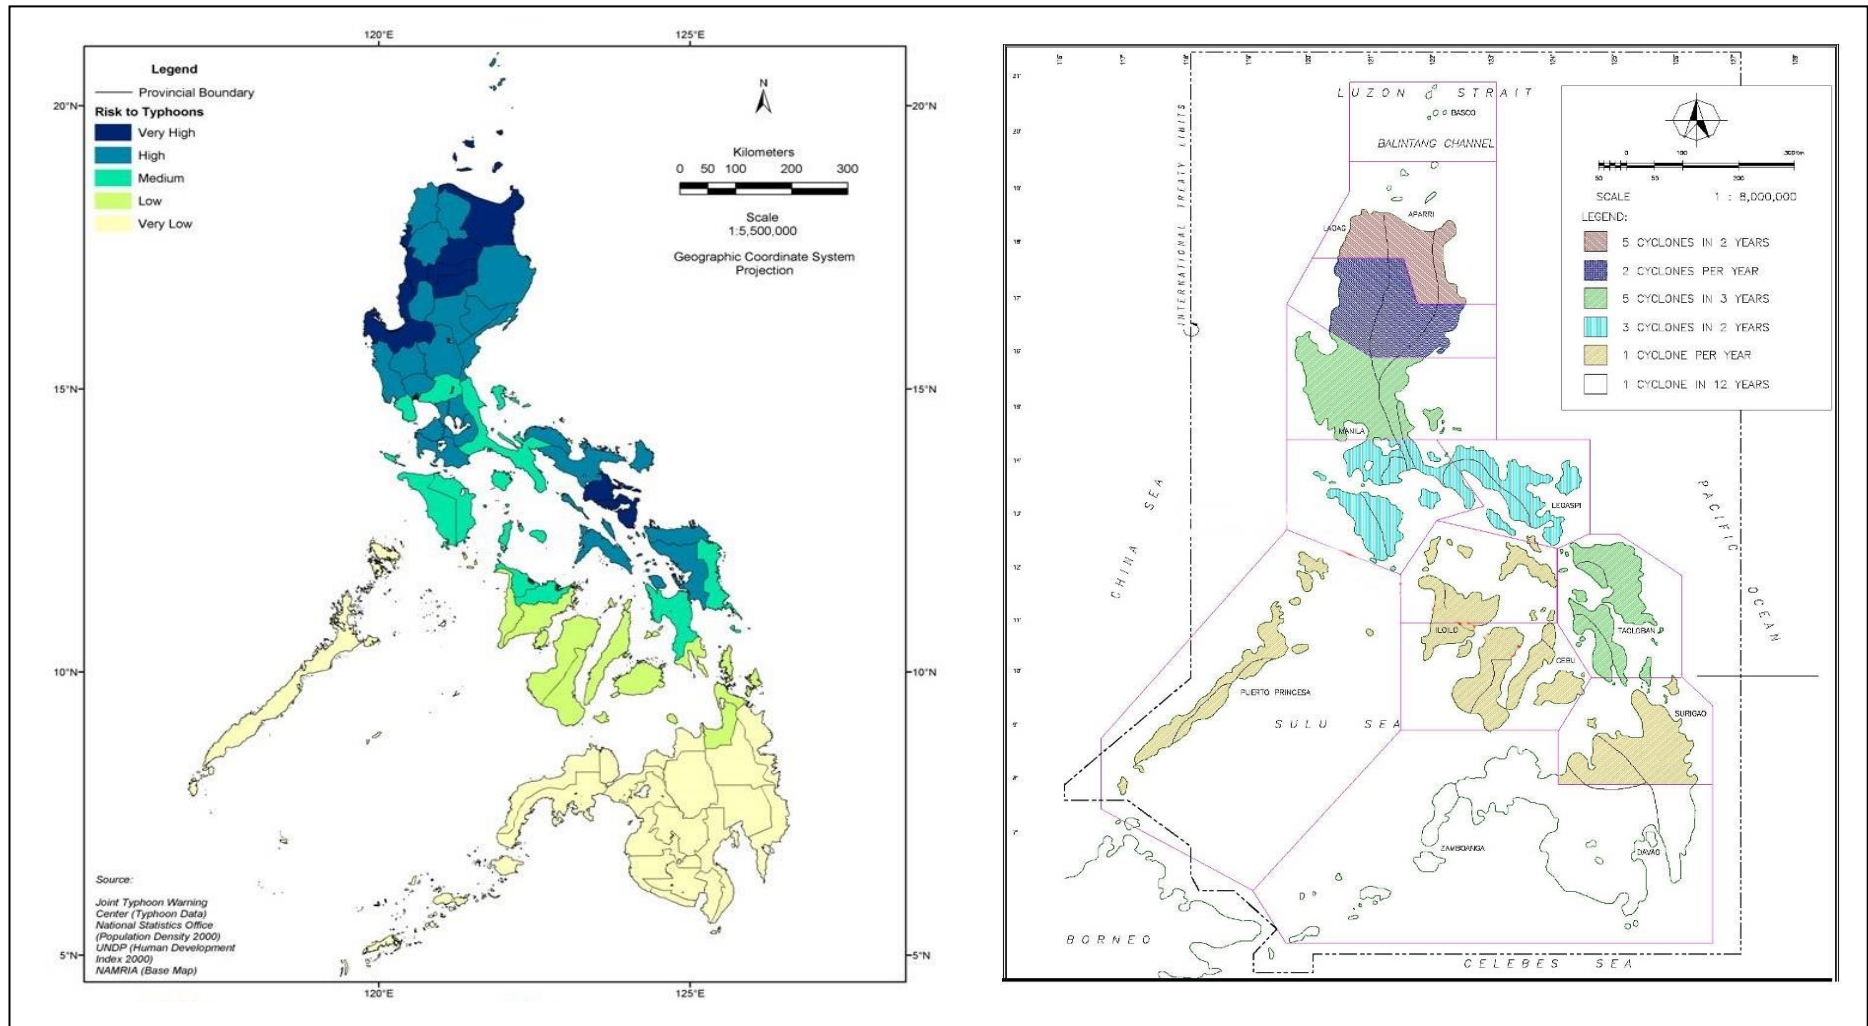 120°E
125°E
Legend
Provincial Boundary
Risk to Typhoons
Very High
High
Medium
Low
Very Low
N
Kilometers
0 50 100 200 300
Scale
1:5,500,000
Geographic Coordinate System
Projection
20°N
20°N
15°N
15°N
10°N
10°N
5°N
5°N
Source:
Joint Typhoon Warning
Center (Typhoon Data)
National Statistics Office
(Population Density 2000)
UNDP (Human Development
Index 2000)
NAMRIA (Base Map)
120°E
125°E
LUZON STRAIT
BASCO
BALINTANG CHANNEL
INTERNATIONAL TREATY LIMITS
APARRI
LAOAG
SCALE 1 : 8,000,000
LEGEND:
5 CYCLONES IN 2 YEARS
2 CYCLONES PER YEAR
5 CYCLONES IN 3 YEARS
3 CYCLONES IN 2 YEARS
1 CYCLONE PER YEAR
1 CYCLONE IN 12 YEARS
MANILA
LEGASPI
CHINA SEA
PACIFIC OCEAN
ILOILO
TACLOBAN
CEBU
PUERTO PRINCESA
SULU SEA
SURIGAO
ZAMBOANGA
DAVAO
BORNEO
CELEBES SEA